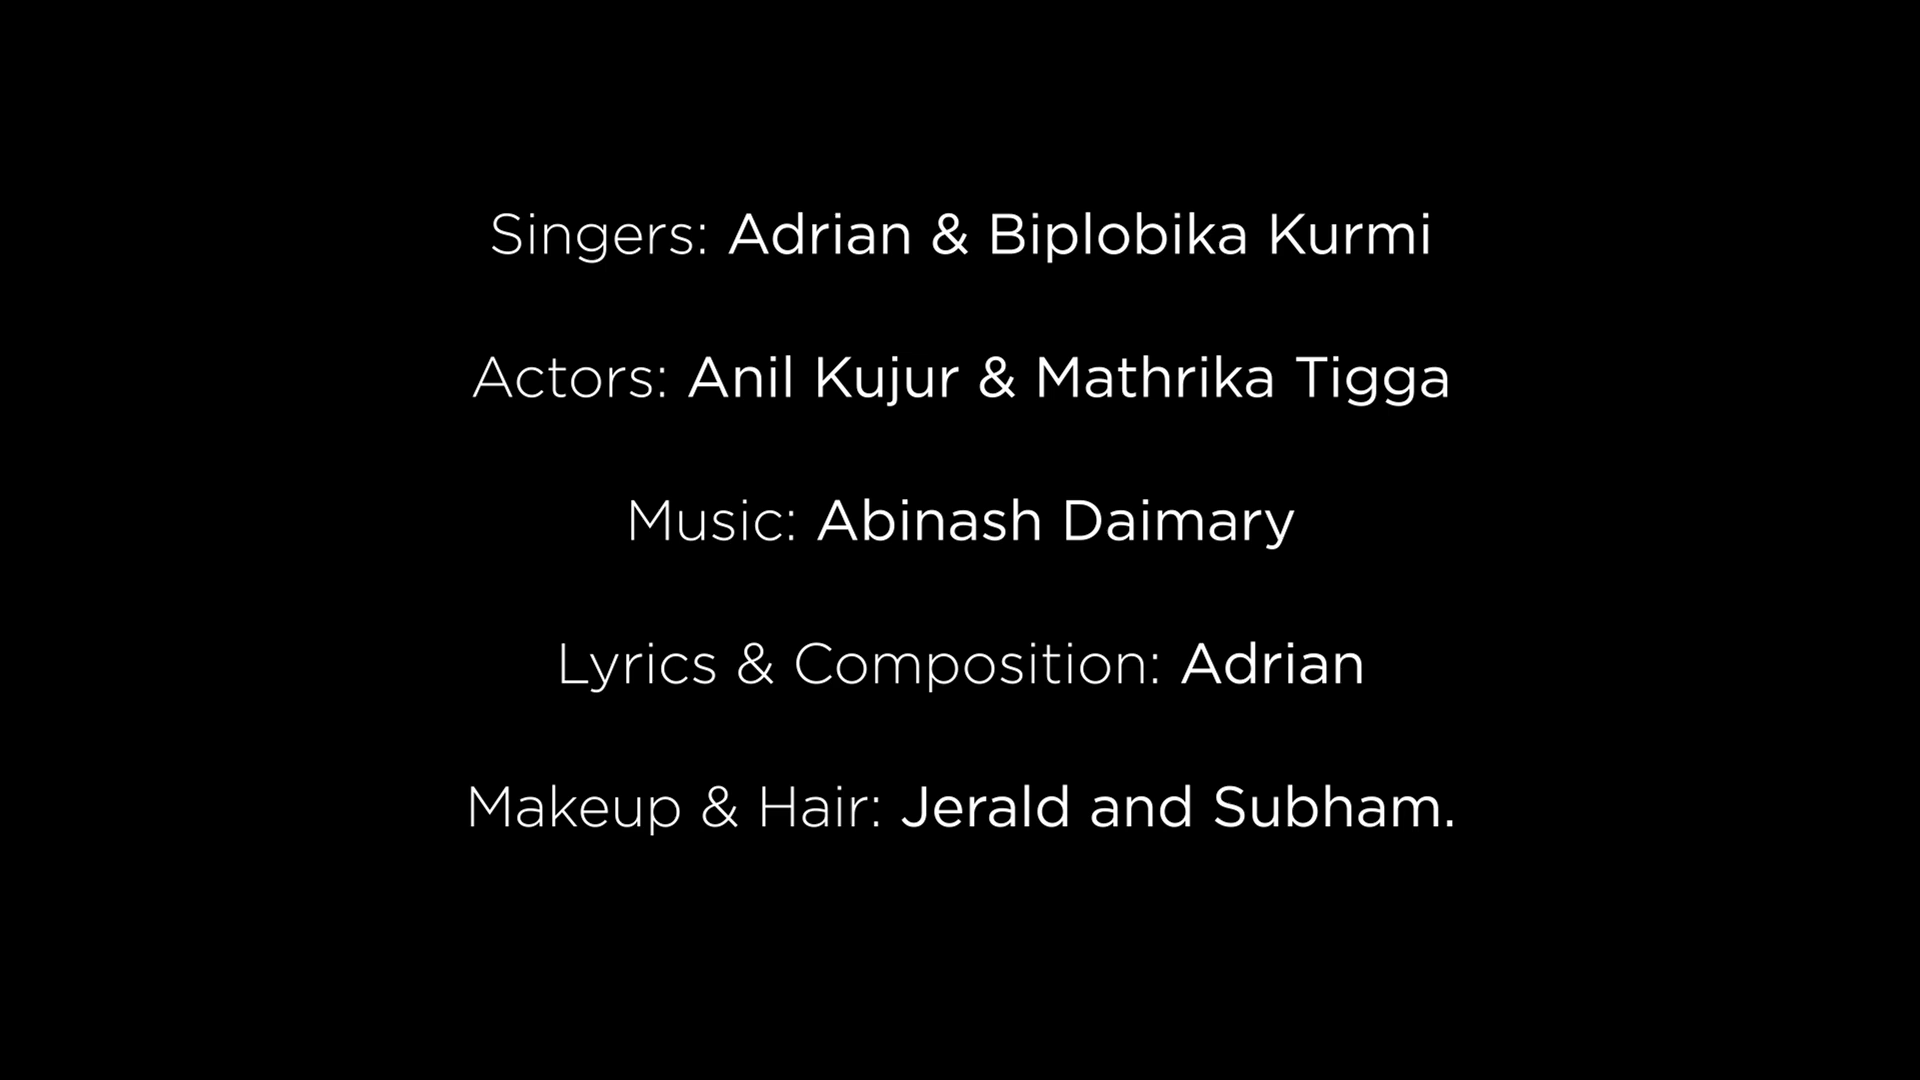 Singers: Adrian & Biplobika Kurmi
Actors: Anil Kujur & Mathrika Tigga
Music: Abinash Daimary
Lyrics & Composition: Adrian
Makeup & Hair: Jerald and Subham.